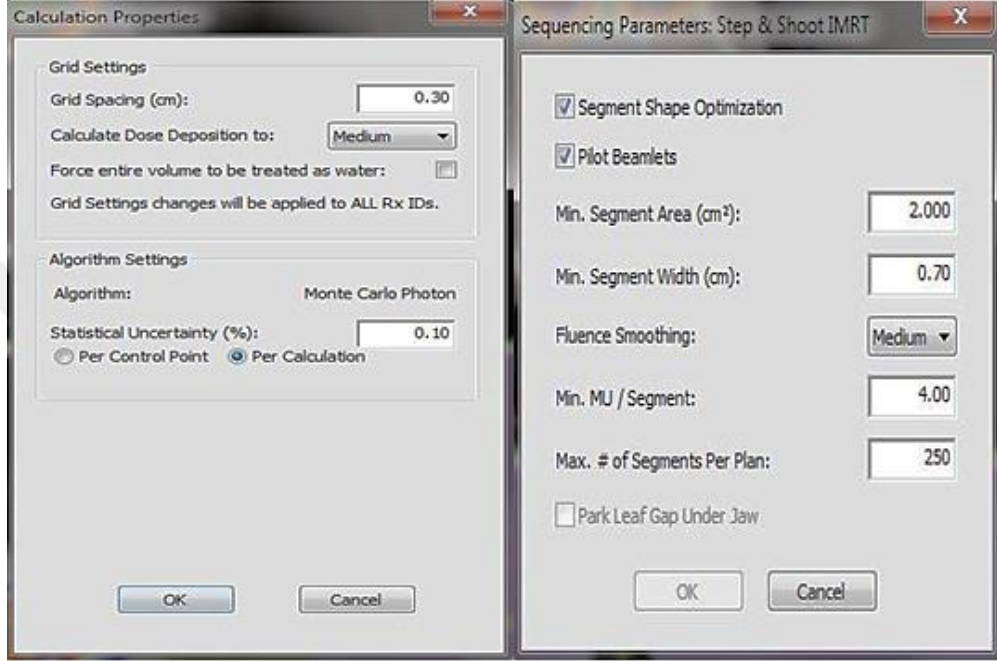 Calculation Properties
Grid Settings
Grid Spacing (cm): 0.30
Calculate Dose Deposition to: Medium
Force entire volume to be treated as water:
Grid Settings changes will be applied to ALL Rx IDs.
Algorithm Settings
Algorithm: Monte Carlo Photon
Statistical Uncertainty (%): 0.10
Per Control Point Per Calculation
OK Cancel
Sequencing Parameters: Step & Shoot IMRT
X
Segment Shape Optimization
Pilot Beamlets
Min. Segment Area (cm²): 2.000
Min. Segment Width (cm): 0.70
Fluence Smoothing: Medium
Min. MU / Segment: 4.00
Max. # of Segments Per Plan: 250
Park Leaf Gap Under Jaw
OK Cancel